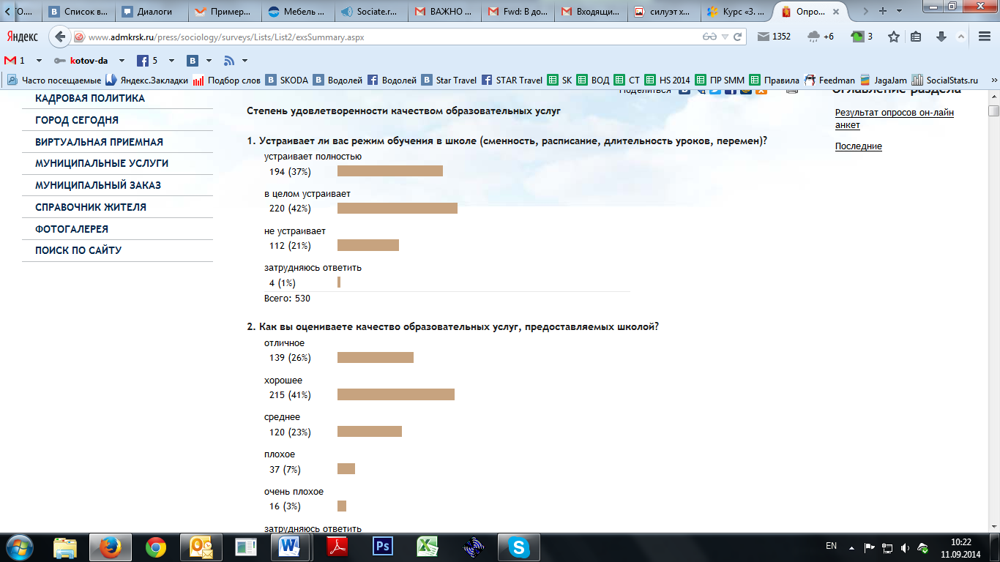 ТО....
Список в...
Диалоги
Пример...
Мебель ...
Sociate.r...
ВАЖНО ...
Fwd: В до...
Входящи...
силуэт х...
Курс «З. ...
Опро...
Яндекс
www.admkrsk.ru/press/sociology/surveys/Lists/List2/exsSummary.aspx
1352
+6
3
1
kotov-da
5
Часто посещаемые
Яндекс.Закладки
Подбор слов
SKODA
Водолей
Водолей
Star Travel
STAR Travel
SK
ВОД
СТ
HS 2014
ПР SMM
Правила
Feedman
JagaJam
SocialStats.ru
КАДРОВАЯ ПОЛИТИКА
ГОРОД СЕГОДНЯ
ВИРТУАЛЬНАЯ ПРИЕМНАЯ
МУНИЦИПАЛЬНЫЕ УСЛУГИ
МУНИЦИПАЛЬНЫЙ ЗАКАЗ
СПРАВОЧНИК ЖИТЕЛЯ
ФОТОГАЛЕРЕЯ
ПОИСК ПО САЙТУ
Поделиться
Степень удовлетворенности качеством образовательных услуг
1. Устраивает ли вас режим обучения в школе (сменность, расписание, длительность уроков, перемен)?
устраивает полностью
194 (37%)
в целом устраивает
220 (42%)
не устраивает
112 (21%)
затрудняюсь ответить
4 (1%)
Всего: 530
2. Как вы оцениваете качество образовательных услуг, предоставляемых школой?
отличное
139 (26%)
хорошее
215 (41%)
среднее
120 (23%)
плохое
37 (7%)
очень плохое
16 (3%)
затрудняюсь ответить
Оглавление раздела
Результат опросов он-лайн
анкет
Последние
EN
10:22
11.09.2014